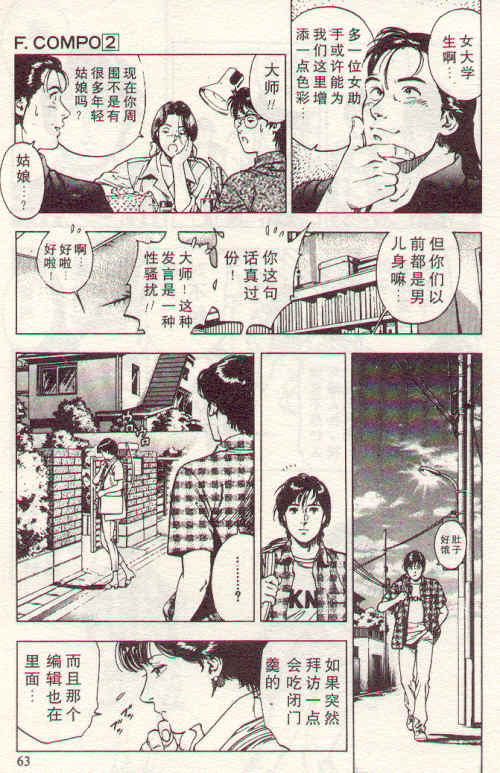 F. COMPO 2
女大学
生啊…
多一位女助
手或许能为
我们这里增
添一点色彩…
大师!!
现在你周
围不是有
很多年轻
姑娘吗?
姑娘…?
但你们以
前都是男
儿身嘛…
你这句
话真过
份!
大师!这种
发言是一种
性骚扰!!
啊…
好啦…
好啦!
肚子
好饿
KN
………?
如果突然
拜访一点
会吃闭门
羹的
ブツ
ブツ
而且那个
编辑也在
里面…
63